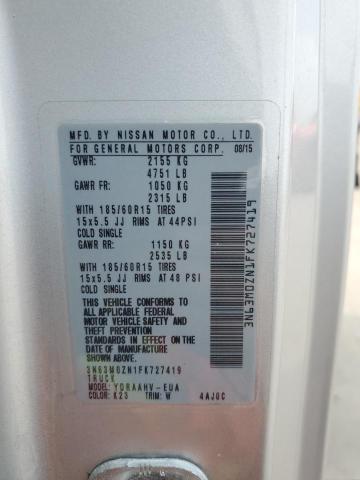 MFD. BY NISSAN MOTOR CO., LTD.
FOR GENERAL MOTORS CORP. 08/15
GVWR: 2155 KG
4751 LB
GAWR FR: 1050 KG
2315 LB
WITH 185/60R15 TIRES
15x5.5 JJ RIMS AT 44PSI
COLD SINGLE
GAWR RR: 1150 KG
2535 LB
WITH 185/60R15 TIRES
15x5.5 JJ RIMS AT 48 PSI
COLD SINGLE
THIS VEHICLE CONFORMS TO
ALL APPLICABLE FEDERAL
MOTOR VEHICLE SAFETY
AND THEFT PREVENTION
STANDARDS IN EFFECT ON THE
DATE OF MANUFACTURE SHOWN
ABOVE.
3N63M0ZN1FK727419
TRUCK
MODEL: YDRAAHV-EUA
COLOR: K23 TRIM: W 4AJ0C
3N63M0ZN1FK727419